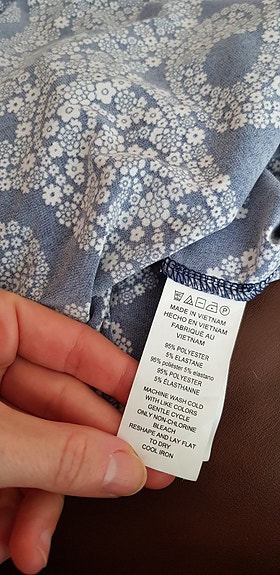 MADE IN VIETNAM
HECHO EN VIETNAM
FABRIQUE AU
VIETNAM
95% POLYESTER
5% ELASTANE
95% poliéster 5% elastano
95% POLYESTER
5% ÉLASTHANNE
MACHINE WASH COLD
WITH LIKE COLORS
GENTLE CYCLE
ONLY NON CHLORINE
BLEACH
RESHAPE AND LAY FLAT
TO DRY
COOL IRON